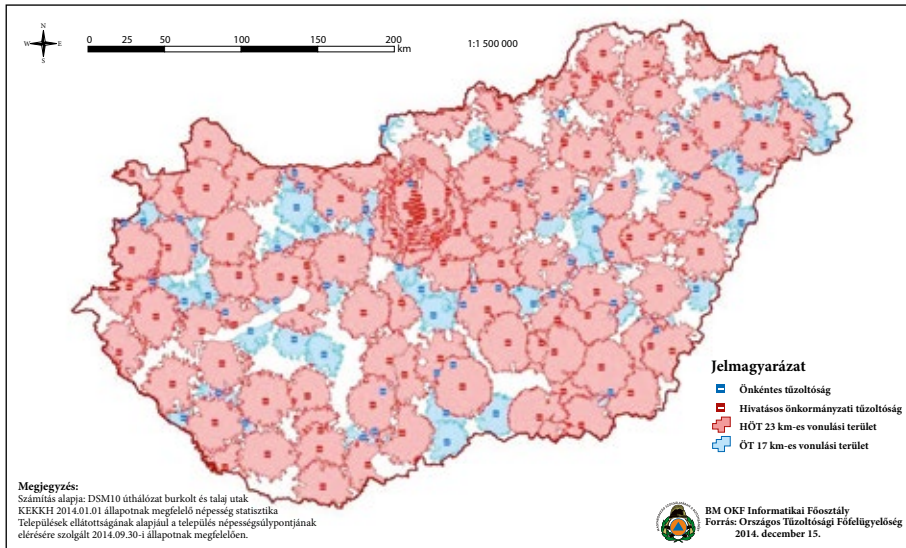 N
W E
S
0 25 50 100 150 200
km
1:1 500 000
Jelmagyarázat
Önkéntes tűzoltóság
Hivatásos önkormányzati tűzoltóság
HÖT 23 km-es vonulási terület
ÖT 17 km-es vonulási terület
Megjegyzés:
Számítás alapja: DSM10 úthálózat burkolt és talaj utak
KEKKH 2014.01.01 állapotnak megfelelő népesség statisztika
Települések ellátottságának alapjául a település népességsúlypontjának
elérésére szolgált 2014.09.30-i állapotnak megfelelően.
BM OKF Informatikai Főosztály
Forrás: Országos Tűzoltósági Főfelügyelőség
2014. december 15.